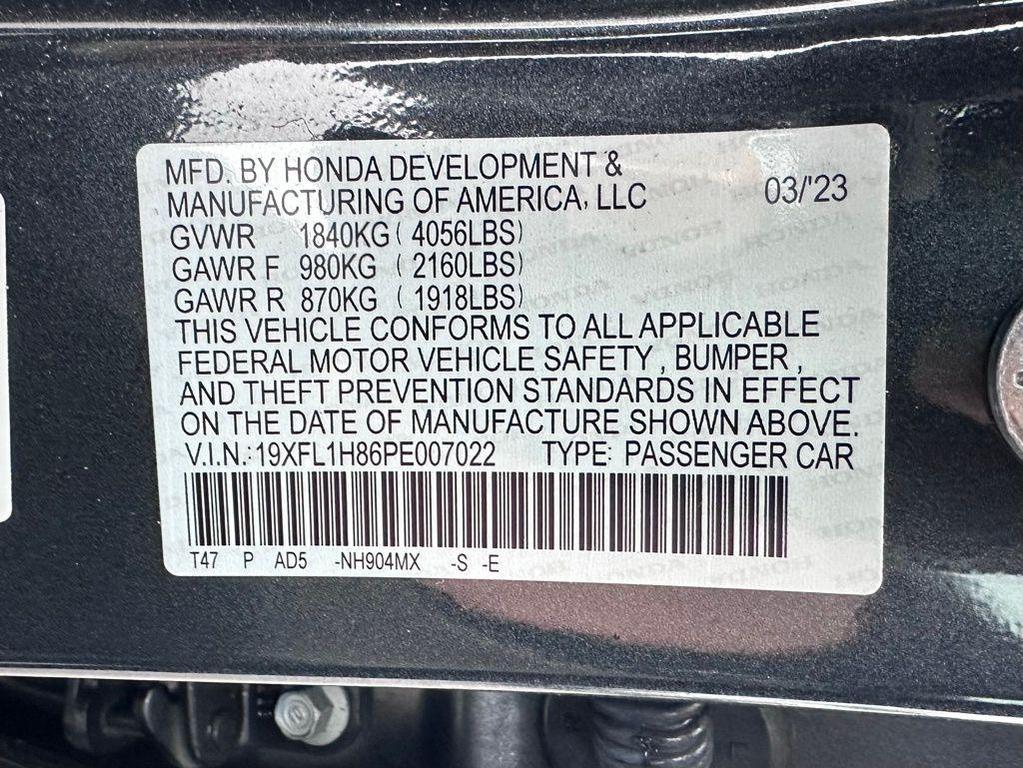 MFD. BY HONDA DEVELOPMENT &
MANUFACTURING OF AMERICA, LLC 03/'23
GVWR 1840KG ( 4056LBS)
GAWR F 980KG ( 2160LBS)
GAWR R 870KG ( 1918LBS)
THIS VEHICLE CONFORMS TO ALL APPLICABLE
FEDERAL MOTOR VEHICLE SAFETY , BUMPER ,
AND THEFT PREVENTION STANDARDS IN EFFECT
ON THE DATE OF MANUFACTURE SHOWN ABOVE.
V.I.N.:19XFL1H86PE007022 TYPE: PASSENGER CAR
T47 P AD5 -NH904MX -S -E